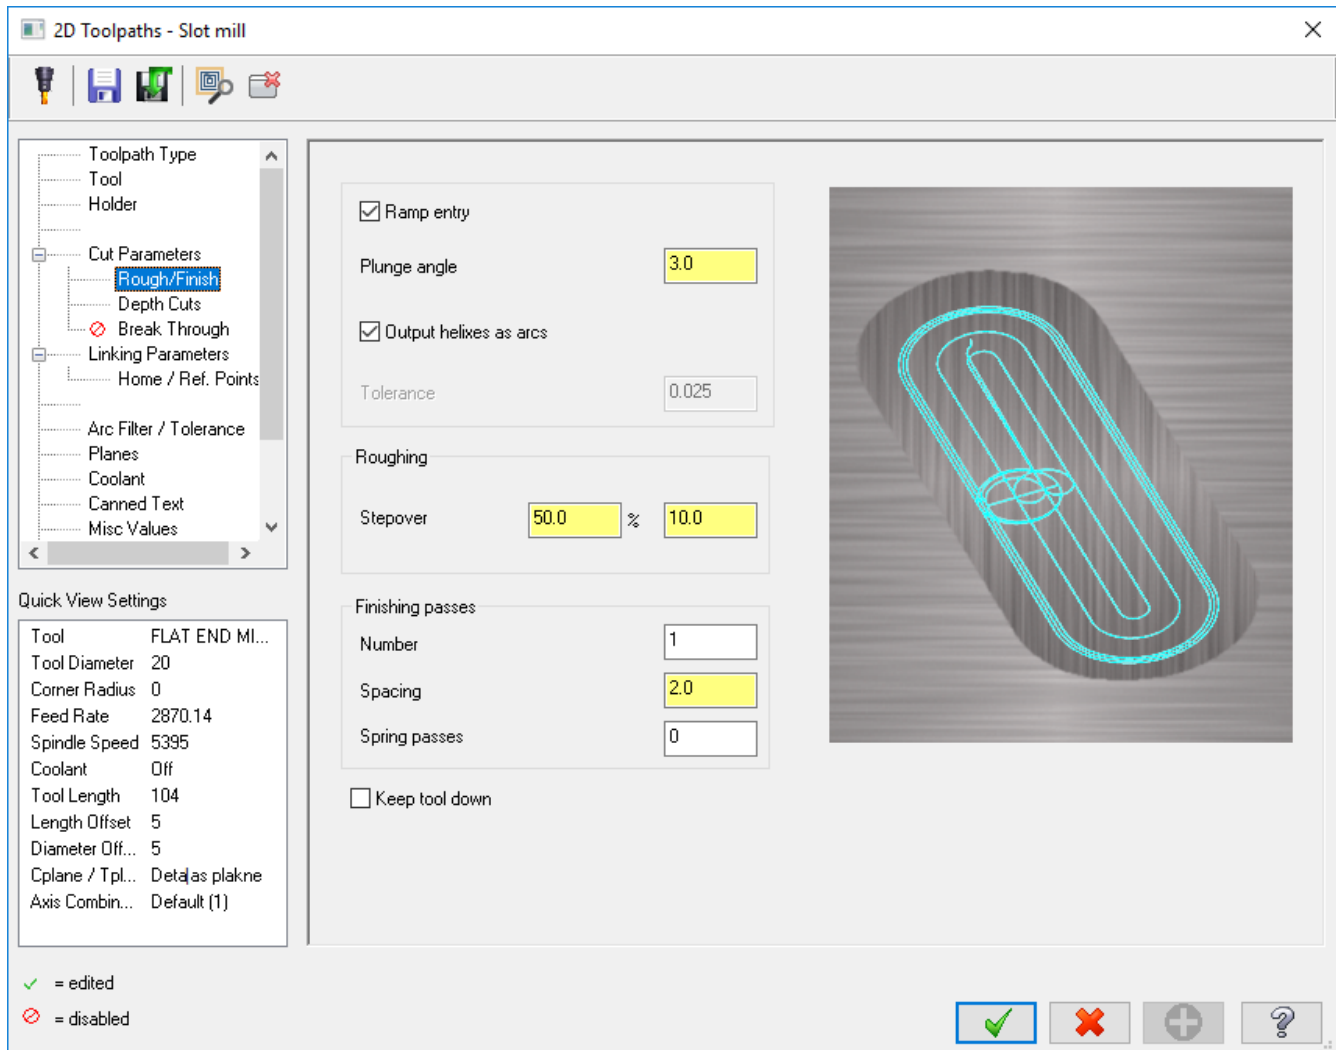 2D Toolpaths - Slot mill
Toolpath Type
Tool
Holder
Cut Parameters
Rough/Finish
Depth Cuts
Break Through
Linking Parameters
Home / Ref. Points
Arc Filter / Tolerance
Planes
Coolant
Canned Text
Misc Values
Quick View Settings
Tool FLAT END MI...
Tool Diameter 20
Corner Radius 0
Feed Rate 2870.14
Spindle Speed 5395
Coolant Off
Tool Length 104
Length Offset 5
Diameter Off... 5
Cplane / Tpl... Detalas plakne
Axis Combin... Default (1)
= edited
= disabled
Ramp entry
Plunge angle 3.0
Output helixes as arcs
Tolerance 0.025
Roughing
Stepover 50.0 % 10.0
Finishing passes
Number 1
Spacing 2.0
Spring passes 0
Keep tool down